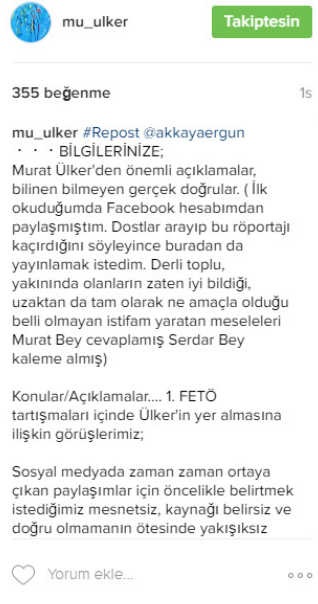 mu_ulker
Takiptesin
355 beğenme
1s
mu_ulker #Repost @akkayaergun
・・・BİLGİLERİNİZE;
Murat Ülker'den önemli açıklamalar,
bilinen bilmeyen gerçek doğrular. ( İlk
okuduğumda Facebook hesabımdan
paylaşmıştım. Dostlar arayıp bu röportajı
kaçırdığını söyleyince buradan da
yayınlamak istedim. Derli toplu,
yakınında olanların zaten iyi bildiği,
uzaktan da tam olarak ne amaçla olduğu
belli olmayan istifam yaratan meseleleri
Murat Bey cevaplamış Serdar Bey
kaleme almış)
Konular/Açıklamalar.... 1. FETÖ
tartışmaları içinde Ülker'in yer almasına
ilişkin görüşlerimiz;
Sosyal medyada zaman zaman ortaya
çıkan paylaşımlar için öncelikle belirtmek
istediğimiz mesnetsiz, kaynağı belirsiz ve
doğru olmamanın ötesinde yakışıksız
Yorum ekle...